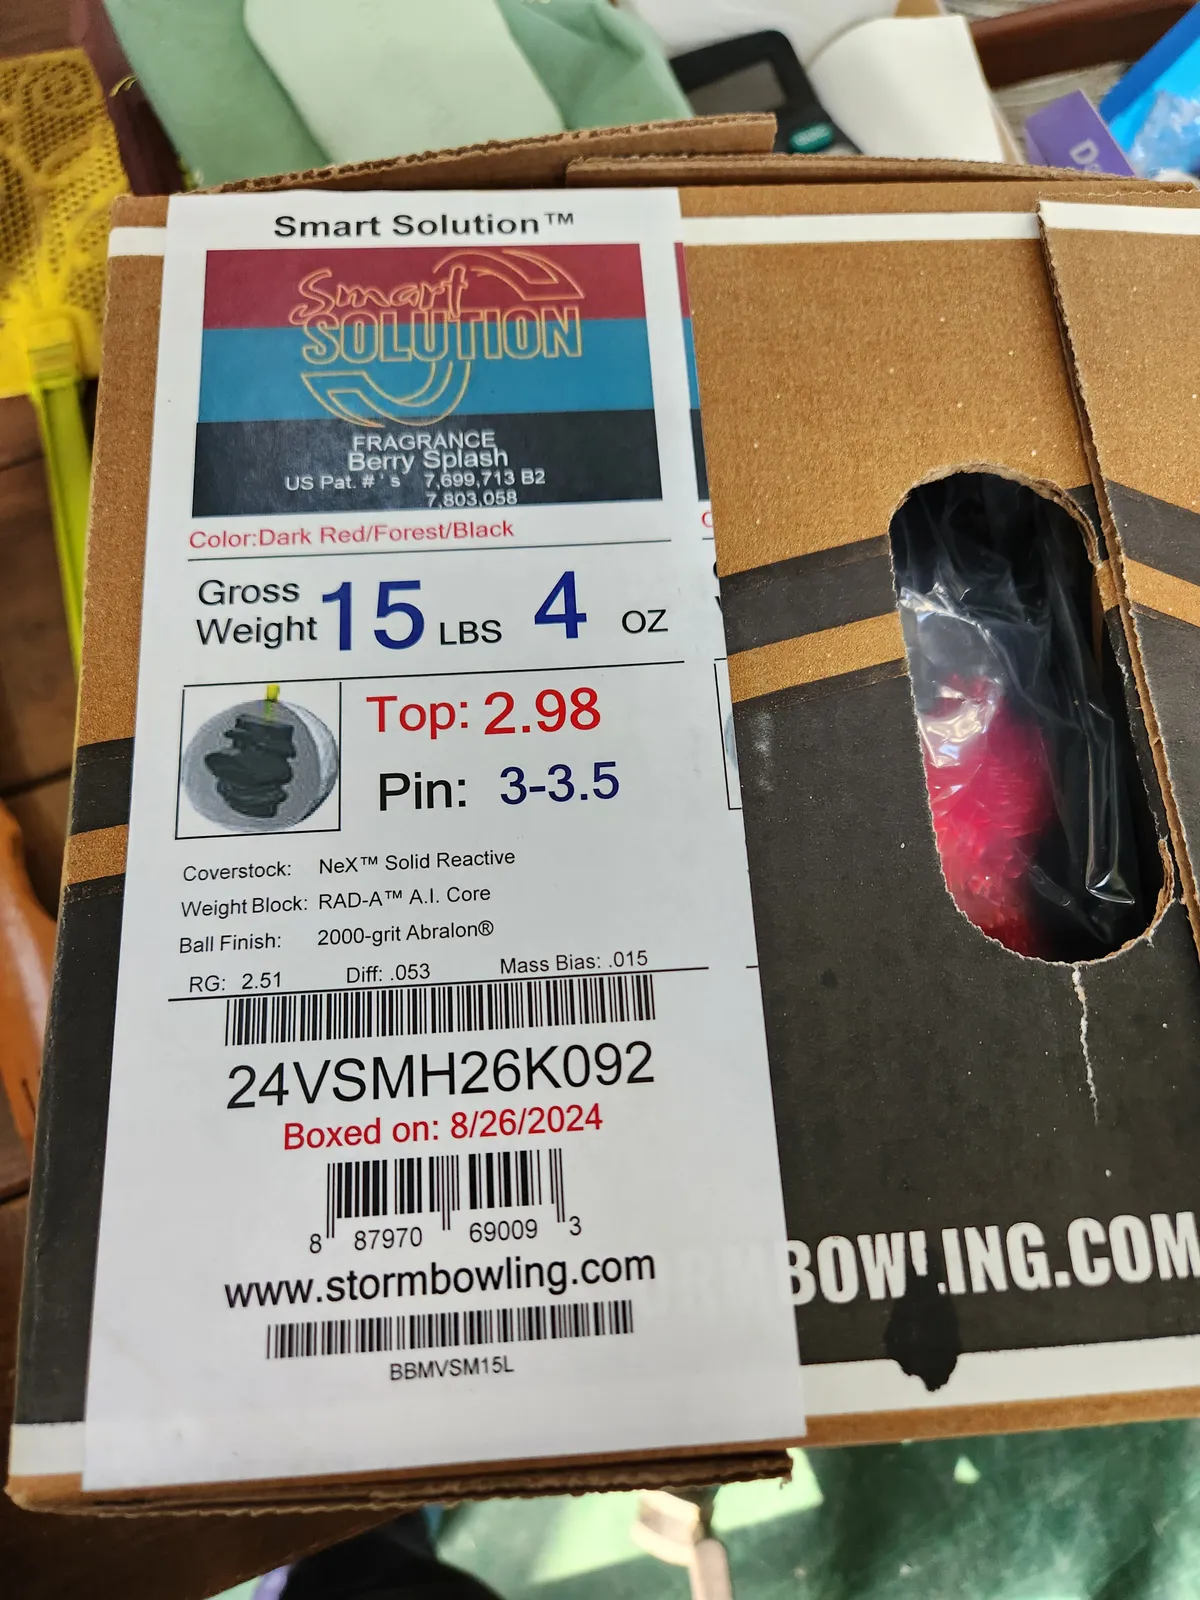 Smart Solution™
Smart
SOLUTION
FRAGRANCE
Berry Splash
US Pat. # ' s 7,699,713 B2
7,803,058
Color:Dark Red/Forest/Black
Gross
Weight 15 LBS 4 OZ
Top: 2.98
Pin: 3-3.5
Coverstock: NeX™ Solid Reactive
Weight Block: RAD-A™ A.I. Core
Ball Finish: 2000-grit Abralon®
RG: 2.51 Diff: .053 Mass Bias: .015
24VSMH26K092
Boxed on: 8/26/2024
8 87970 69009 3
www.stormbowling.com
BBMVSM15L
RMBOWLING.COM